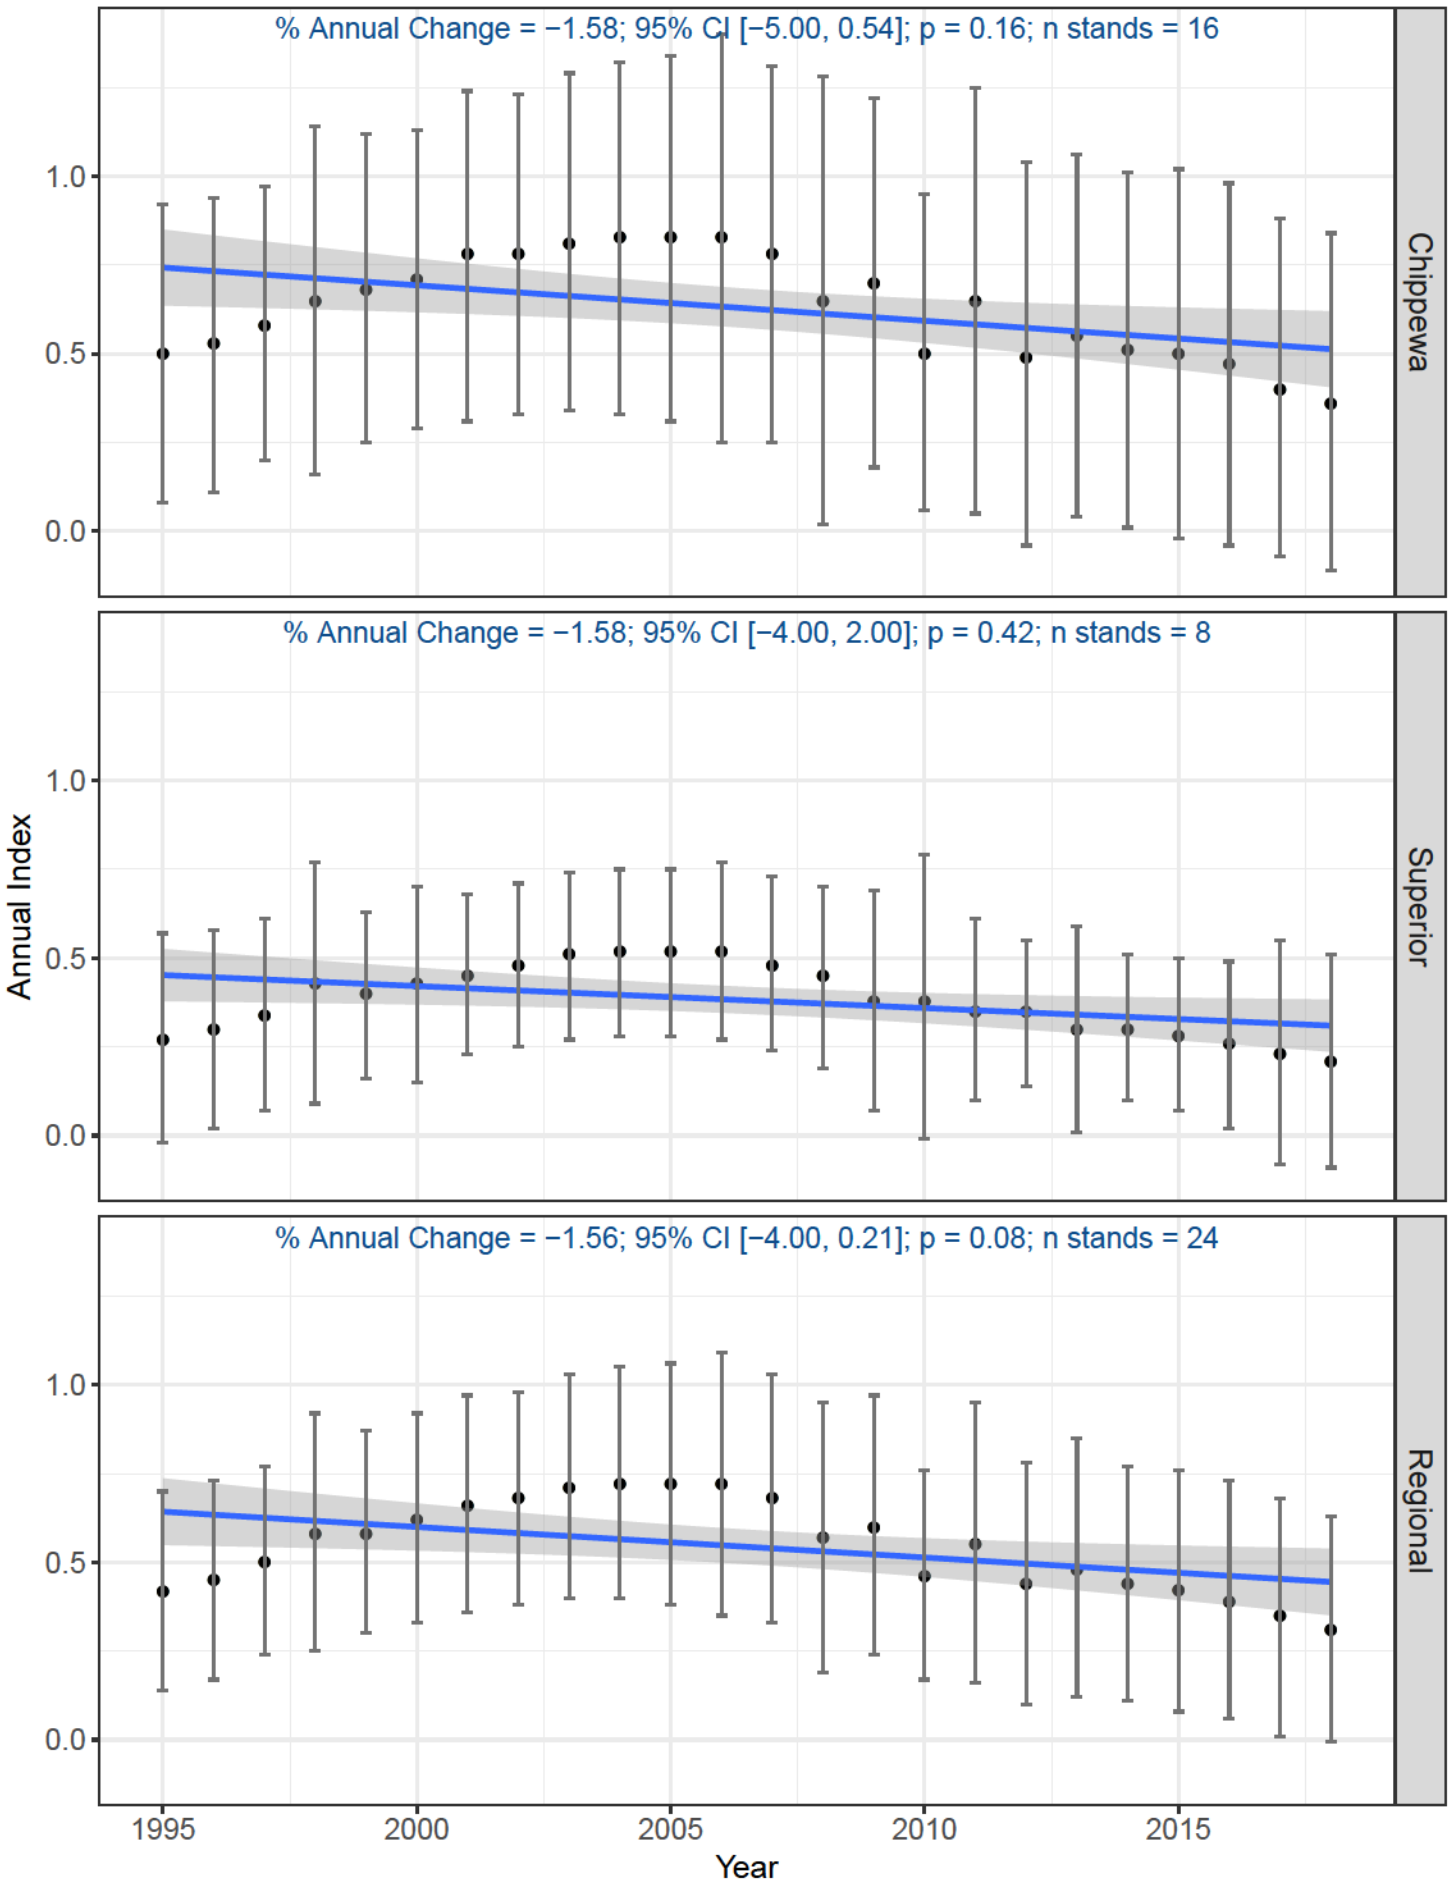 % Annual Change = −1.58; 95% CI [−5.00, 0.54]; p = 0.16; n stands = 16
1.0
0.5
0.0
Chippewa
% Annual Change = −1.58; 95% CI [−4.00, 2.00]; p = 0.42; n stands = 8
1.0
0.5
0.0
Superior
Annual Index
% Annual Change = −1.56; 95% CI [−4.00, 0.21]; p = 0.08; n stands = 24
1.0
0.5
0.0
Regional
1995 2000 2005 2010 2015
Year